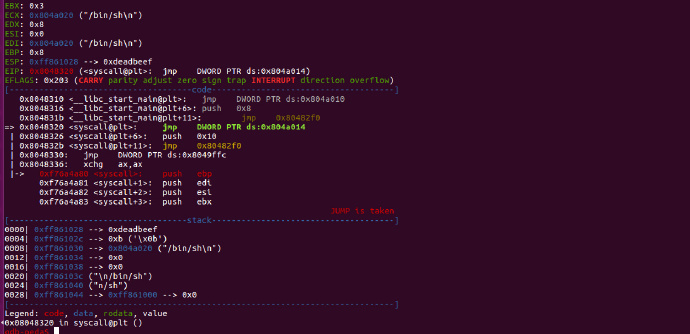 EBX: 0x3
ECX: 0x804a020 ("/bin/sh\n")
EDX: 0x8
ESI: 0x0
EDI: 0x804a020 ("/bin/sh\n")
EBP: 0x8
ESP: 0xff861028 --> 0xdeadbeef
EIP: 0x8048320 (<syscall@plt>: jmp DWORD PTR ds:0x804a014)
EFLAGS: 0x203 (CARRY parity adjust zero sign trap INTERRUPT direction overflow)
[-------------------------------------code-------------------------------------]
0x8048310 <__libc_start_main@plt>: jmp DWORD PTR ds:0x804a010
0x8048316 <__libc_start_main@plt+6>: push 0x8
0x804831b <__libc_start_main@plt+11>: jmp 0x80482f0
=> 0x8048320 <syscall@plt>: jmp DWORD PTR ds:0x804a014
| 0x8048326 <syscall@plt+6>: push 0x10
| 0x804832b <syscall@plt+11>: jmp 0x80482f0
| 0x8048330: jmp DWORD PTR ds:0x8049ffc
| 0x8048336: xchg ax,ax
|-> 0xf76a4a80 <syscall>: push ebp
0xf76a4a81 <syscall+1>: push edi
0xf76a4a82 <syscall+2>: push esi
0xf76a4a83 <syscall+3>: push ebx
JUMP is taken
[------------------------------------stack-------------------------------------]
0000| 0xff861028 --> 0xdeadbeef
0004| 0xff86102c --> 0xb ('\x0b')
0008| 0xff861030 --> 0x804a020 ("/bin/sh\n")
0012| 0xff861034 --> 0x0
0016| 0xff861038 --> 0x0
0020| 0xff86103c ("\n/bin/sh")
0024| 0xff861040 ("n/sh")
0028| 0xff861044 --> 0xff861000 --> 0x0
[------------------------------------------------------------------------------]
Legend: code, data, rodata, value
0x08048320 in syscall@plt ()
gdb-peda$